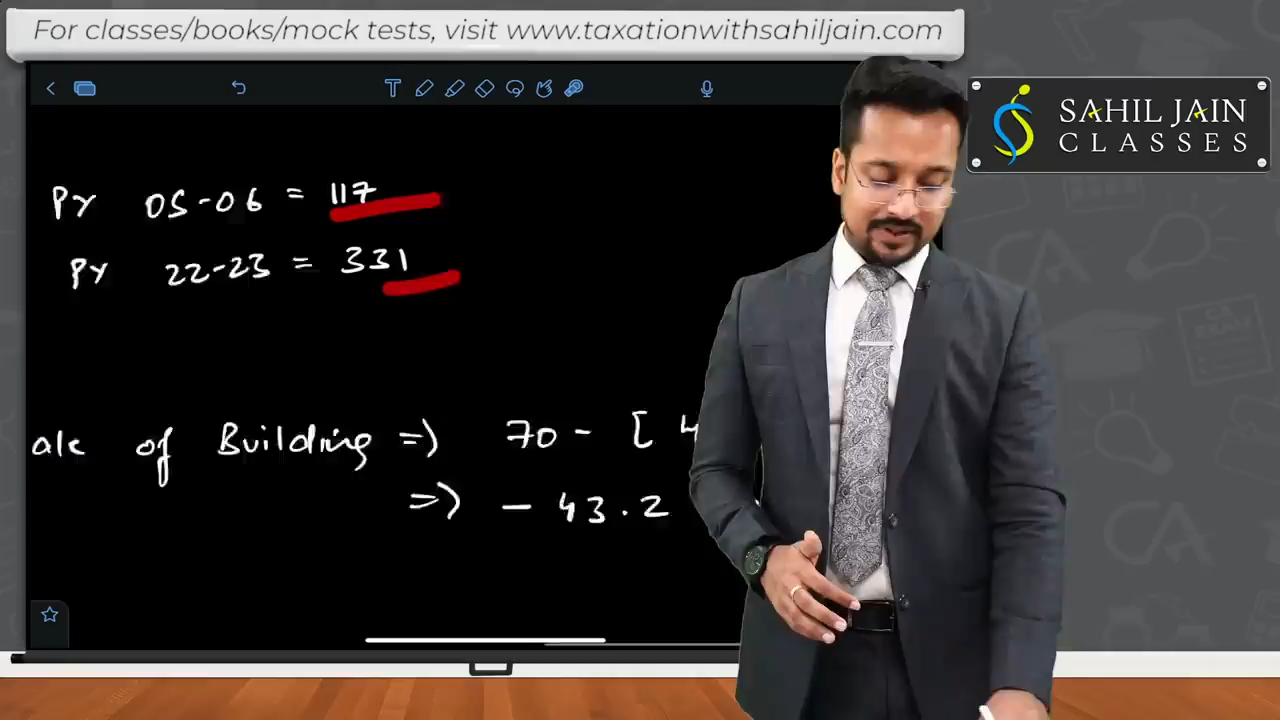 For classes/books/mock tests, visit www.taxationwithsahiljain.com
SAHIL JAIN
CLASSES
PY 05-06 = 117
PY 22-23 = 331
ale of Building => 70 - [ 4
=> - 43.2